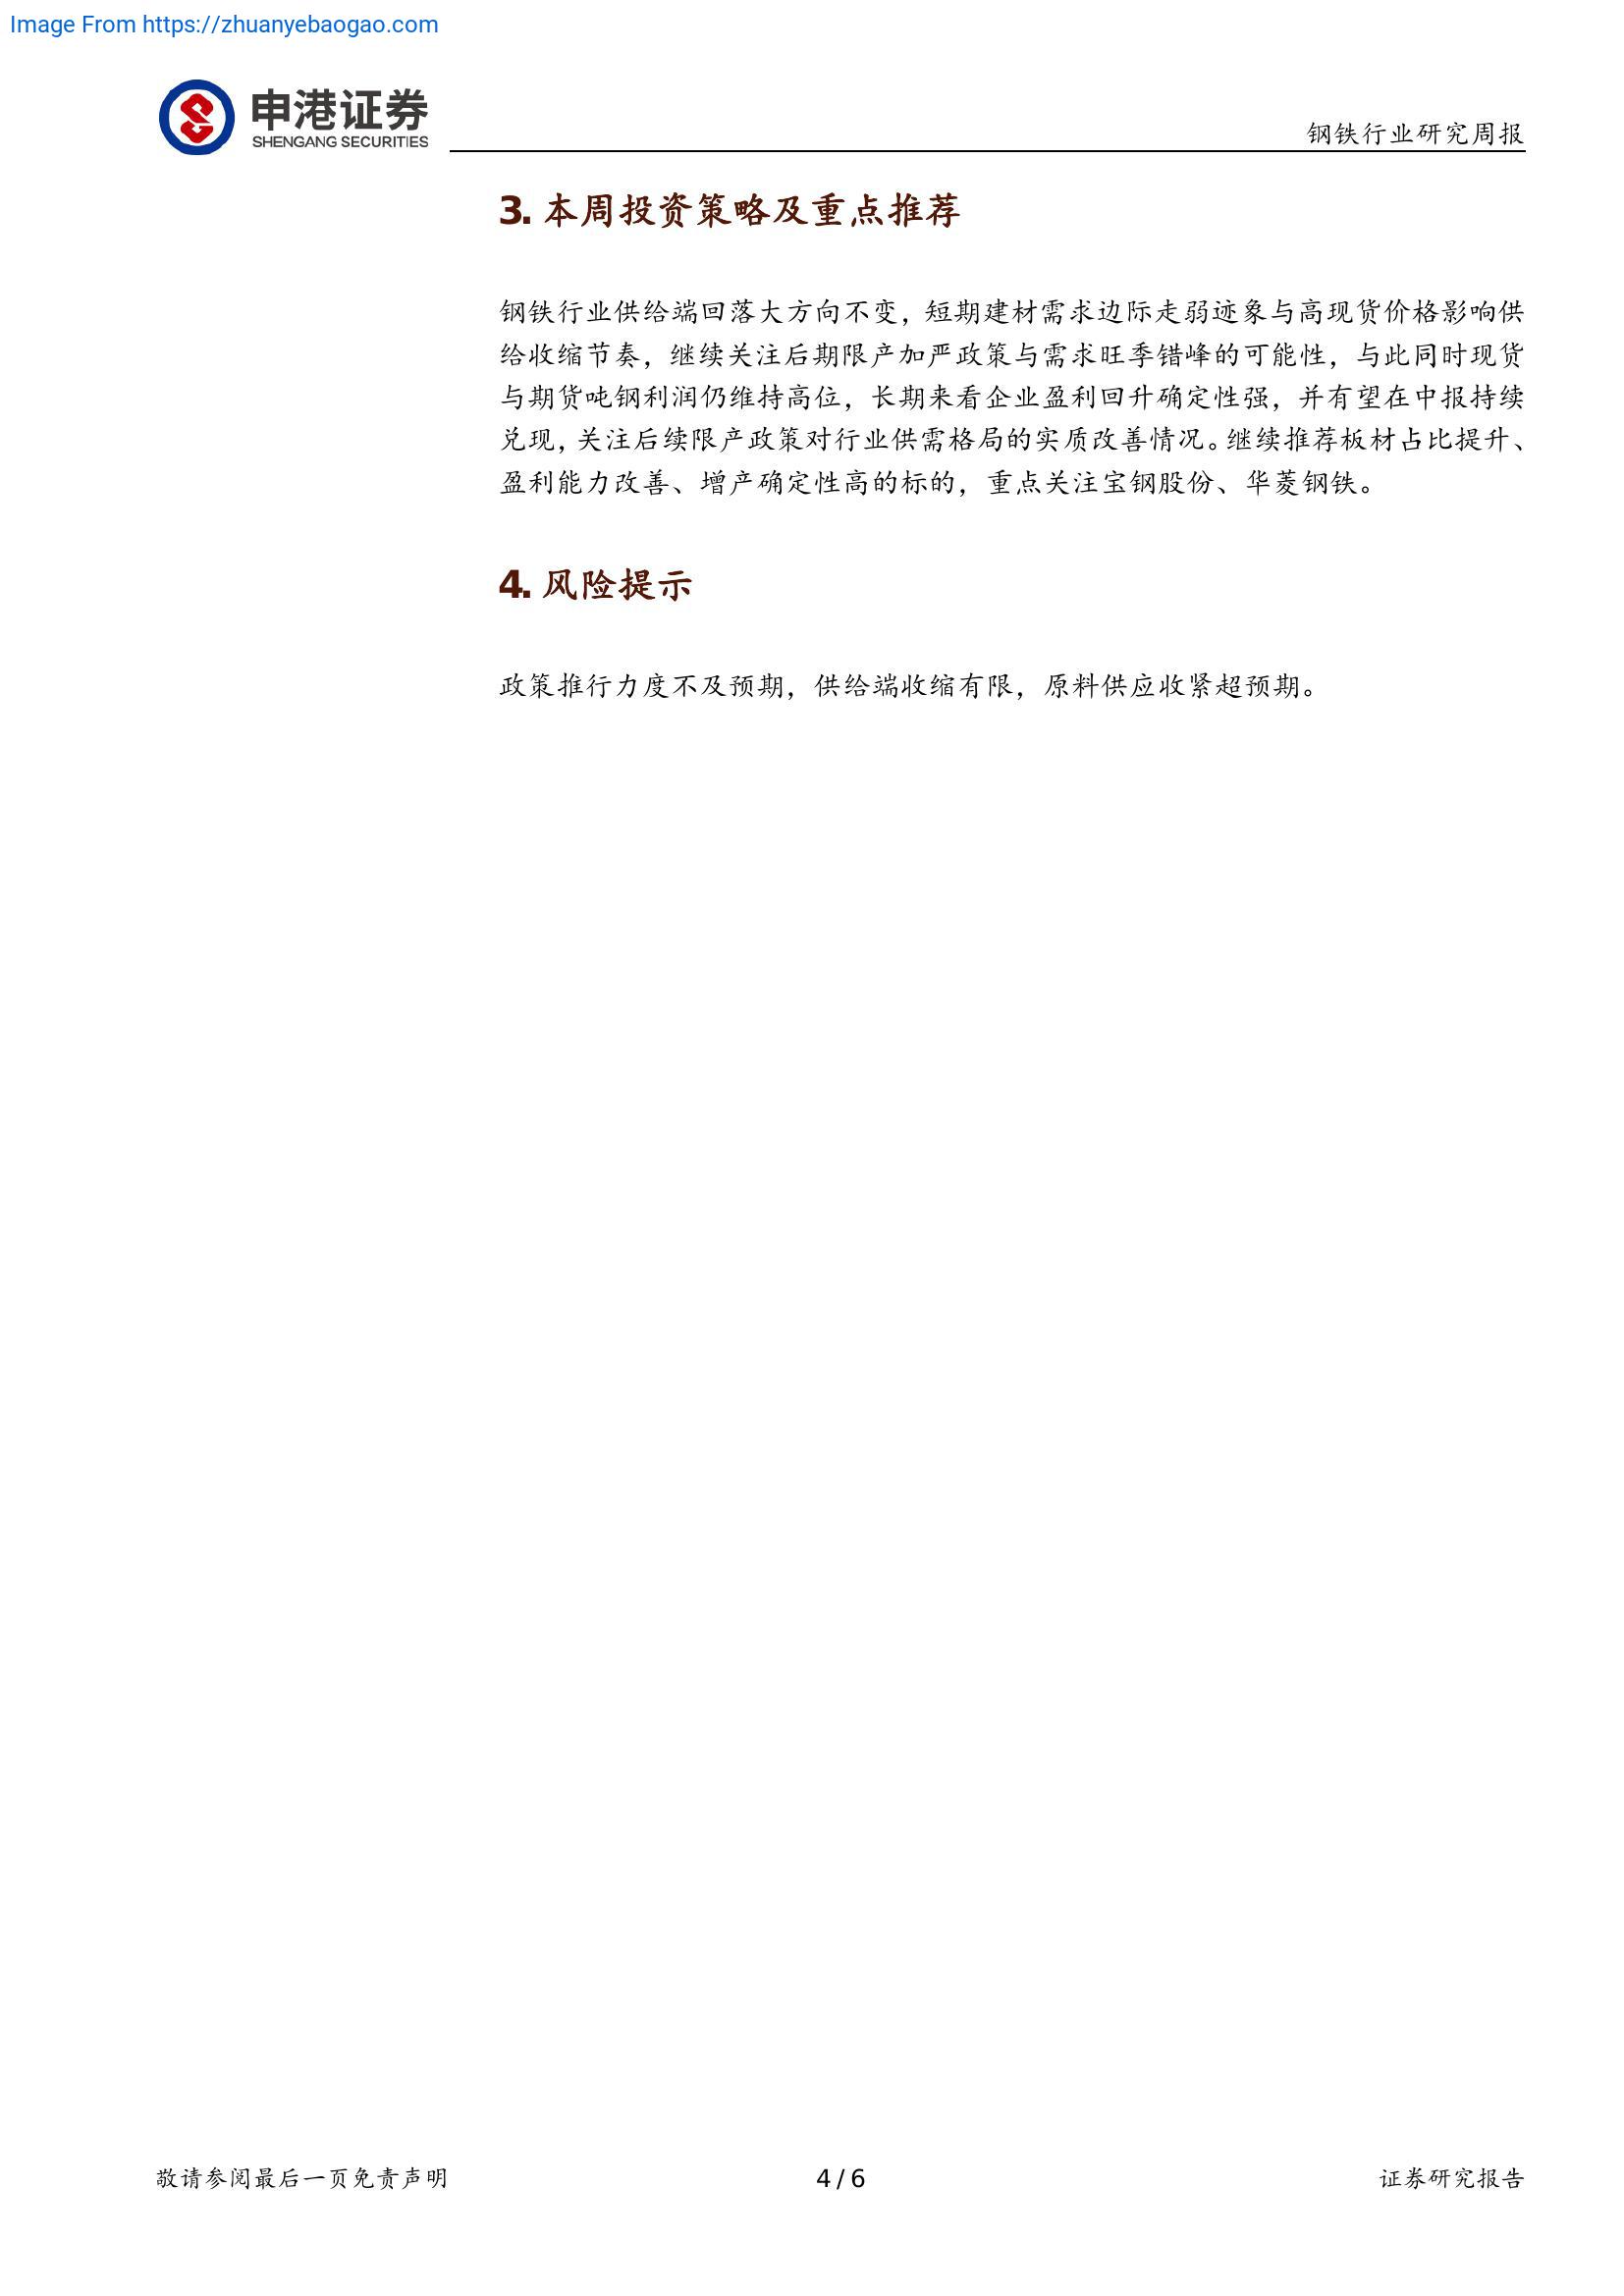 Image From https://zhuanyebaogao.com
申港证券
SHENGANG SECURITIES
钢铁行业研究周报
3. 本周投资策略及重点推荐
钢铁行业供给端回落大方向不变，短期建材需求边际走弱迹象与高现货价格影响供
给收缩节奏，继续关注后期限产加严政策与需求旺季错峰的可能性，与此同时现货
与期货吨钢利润仍维持高位，长期来看企业盈利回升确定性强，并有望在中报持续
兑现，关注后续限产政策对行业供需格局的实质改善情况。继续推荐板材占比提升、
盈利能力改善、增产确定性高的标的，重点关注宝钢股份、华菱钢铁。
4. 风险提示
政策推行力度不及预期，供给端收缩有限，原料供应收紧超预期。
敬请参阅最后一页免责声明
4 / 6
证券研究报告